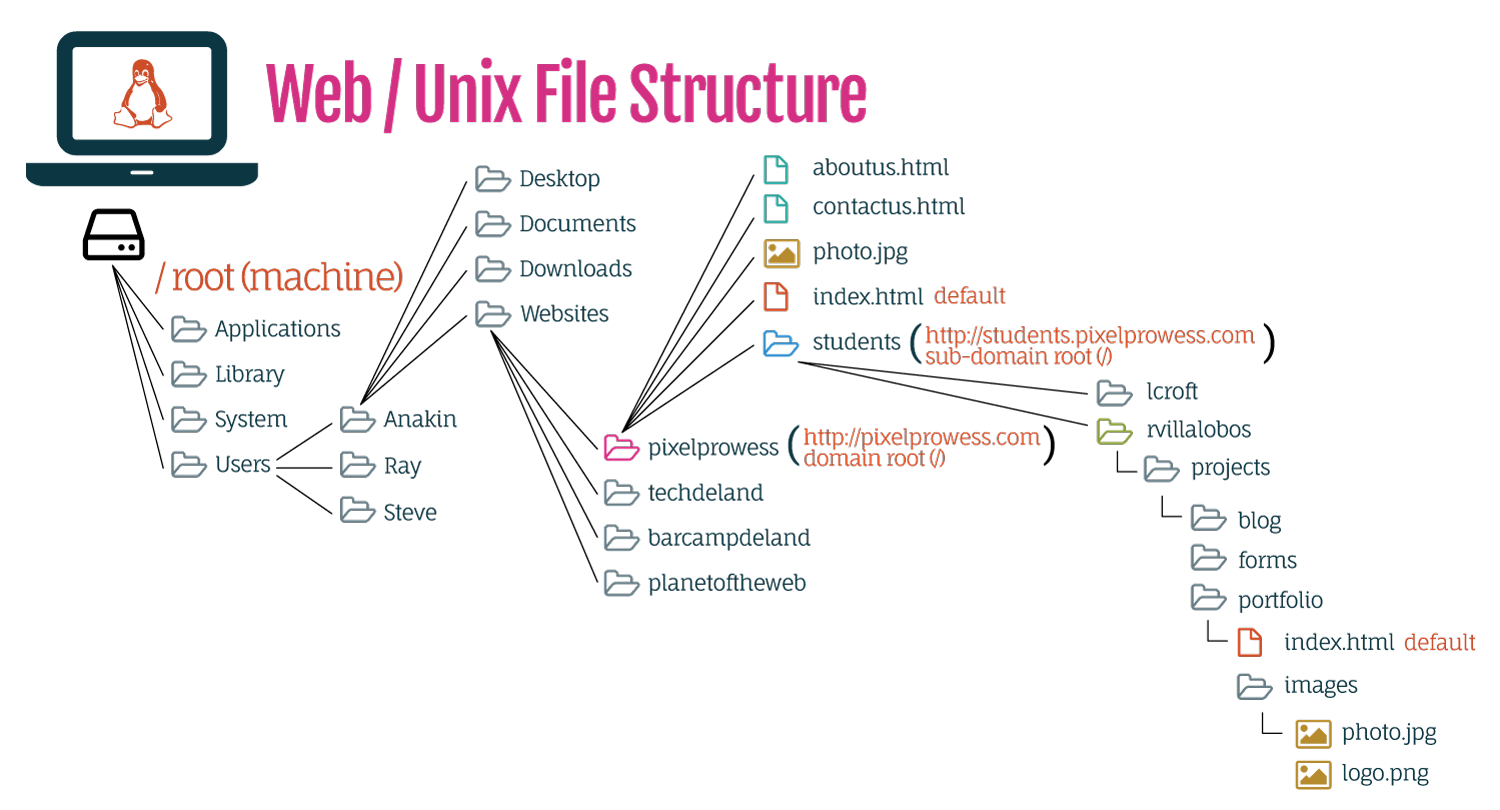 Web / Unix File Structure
/ root (machine)
Applications
Library
System
Users
Anakin
Ray
Steve
Desktop
Documents
Downloads
Websites
pixelprowess (http://pixelprowess.com
domain root (/))
techdeland
barcampdeland
planetoftheweb
aboutus.html
contactus.html
photo.jpg
index.html default
students (http://students.pixelprowess.com
sub-domain root (/))
lcroft
rvillalobos
projects
blog
forms
portfolio
index.html default
images
photo.jpg
logo.png